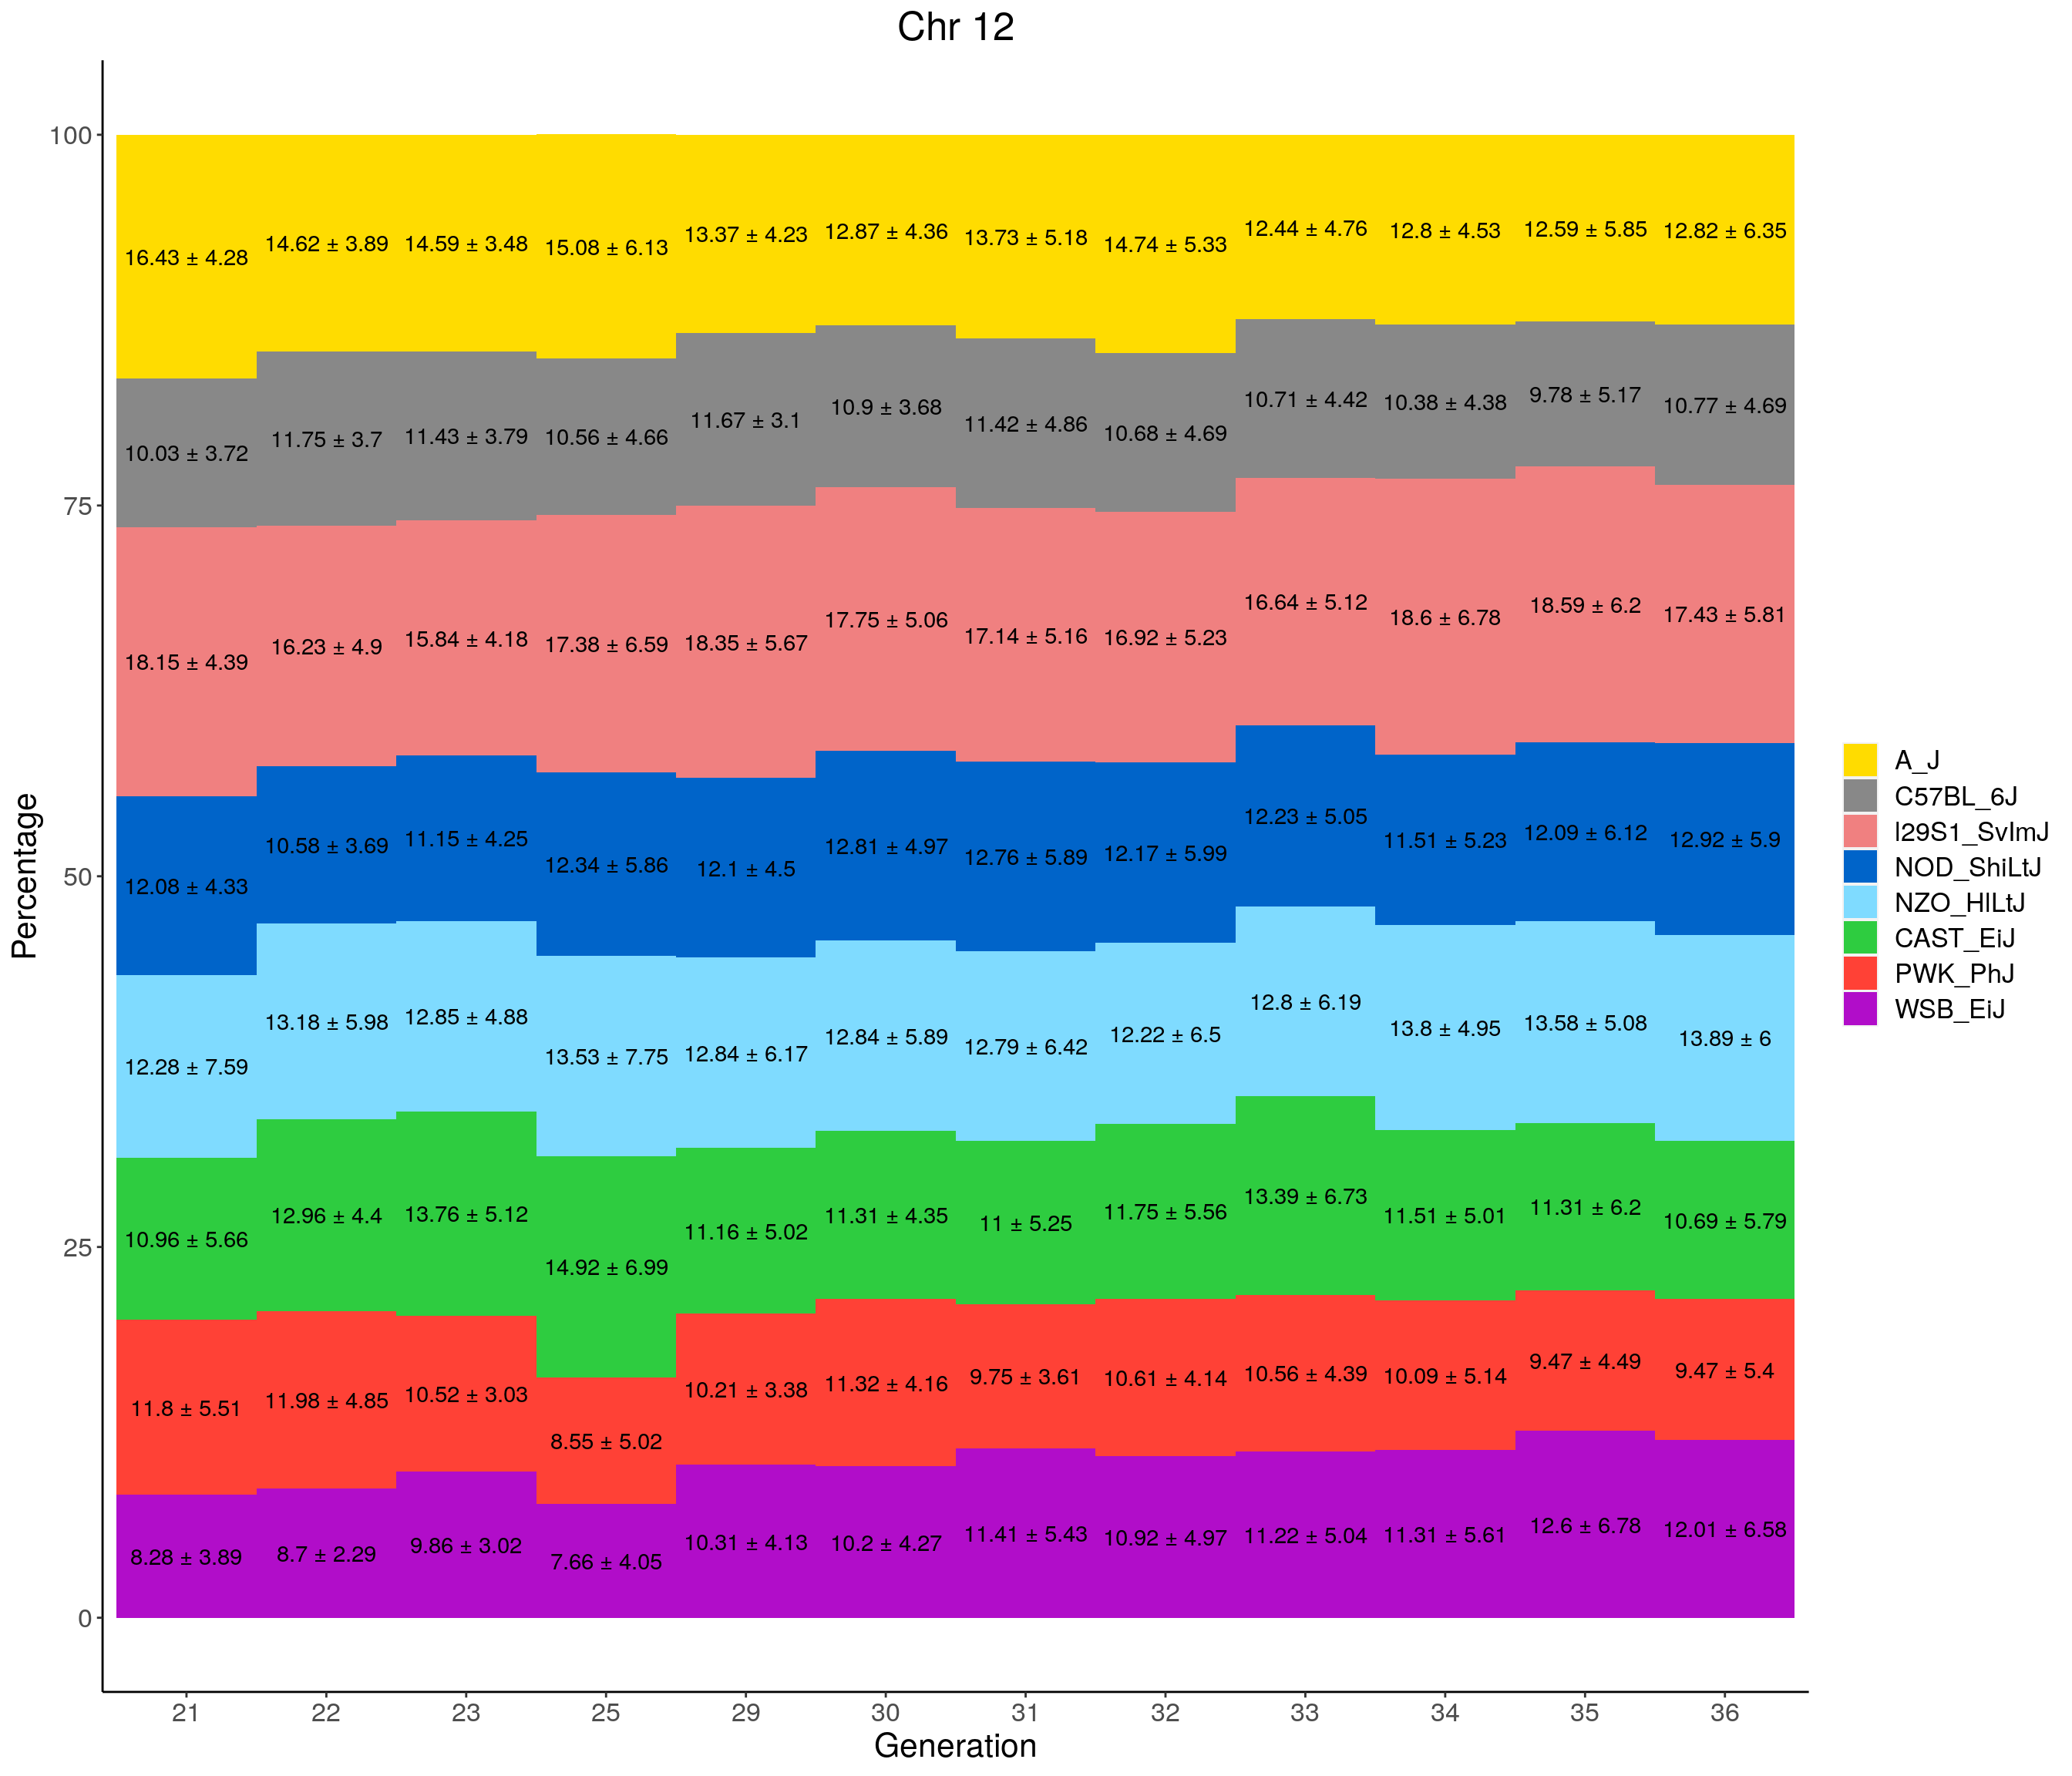 Chr 12
Percentage
100
75
50
25
0
16.43 ± 4.28 14.62 ± 3.89 14.59 ± 3.48 15.08 ± 6.13 13.37 ± 4.23 12.87 ± 4.36 13.73 ± 5.18 14.74 ± 5.33 12.44 ± 4.76 12.8 ± 4.53 12.59 ± 5.85 12.82 ± 6.35
10.03 ± 3.72 11.75 ± 3.7 11.43 ± 3.79 10.56 ± 4.66 11.67 ± 3.1 10.9 ± 3.68 11.42 ± 4.86 10.68 ± 4.69 10.71 ± 4.42 10.38 ± 4.38 9.78 ± 5.17 10.77 ± 4.69
18.15 ± 4.39 16.23 ± 4.9 15.84 ± 4.18 17.38 ± 6.59 18.35 ± 5.67 17.75 ± 5.06 17.14 ± 5.16 16.92 ± 5.23 16.64 ± 5.12 18.6 ± 6.78 18.59 ± 6.2 17.43 ± 5.81
12.08 ± 4.33 10.58 ± 3.69 11.15 ± 4.25 12.34 ± 5.86 12.1 ± 4.5 12.81 ± 4.97 12.76 ± 5.89 12.17 ± 5.99 12.23 ± 5.05 11.51 ± 5.23 12.09 ± 6.12 12.92 ± 5.9
12.28 ± 7.59 13.18 ± 5.98 12.85 ± 4.88 13.53 ± 7.75 12.84 ± 6.17 12.84 ± 5.89 12.79 ± 6.42 12.22 ± 6.5 12.8 ± 6.19 13.8 ± 4.95 13.58 ± 5.08 13.89 ± 6
10.96 ± 5.66 12.96 ± 4.4 13.76 ± 5.12 14.92 ± 6.99 11.16 ± 5.02 11.31 ± 4.35 11 ± 5.25 11.75 ± 5.56 13.39 ± 6.73 11.51 ± 5.01 11.31 ± 6.2 10.69 ± 5.79
11.8 ± 5.51 11.98 ± 4.85 10.52 ± 3.03 8.55 ± 5.02 10.21 ± 3.38 11.32 ± 4.16 9.75 ± 3.61 10.61 ± 4.14 10.56 ± 4.39 10.09 ± 5.14 9.47 ± 4.49 9.47 ± 5.4
8.28 ± 3.89 8.7 ± 2.29 9.86 ± 3.02 7.66 ± 4.05 10.31 ± 4.13 10.2 ± 4.27 11.41 ± 5.43 10.92 ± 4.97 11.22 ± 5.04 11.31 ± 5.61 12.6 ± 6.78 12.01 ± 6.58
21 22 23 25 29 30 31 32 33 34 35 36
Generation
A_J
C57BL_6J
I29S1_SvImJ
NOD_ShiLtJ
NZO_HILtJ
CAST_EiJ
PWK_PhJ
WSB_EiJ